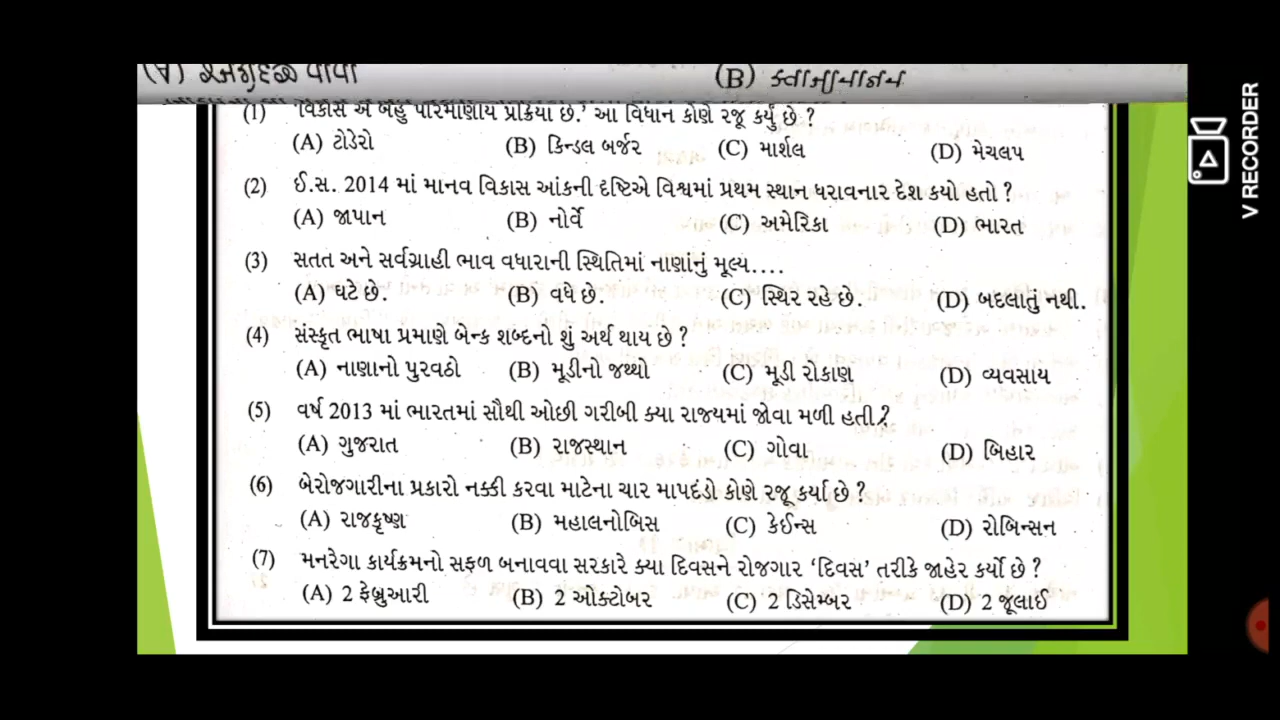 (A)
(B)
(1) 'વિકાસ એ બહુ પરિમાણીય પ્રક્રિયા છે.' આ વિધાન કોણે રજૂ કર્યું છે ?
(A) ટોડેરો (B) કિન્ડલ બર્જર (C) માર્શલ (D) મેચલપ
(2) ઈ.સ. 2014 માં માનવ વિકાસ આંકની દૃષ્ટિએ વિશ્વમાં પ્રથમ સ્થાન ધરાવનાર દેશ કયો હતો ?
(A) જાપાન (B) નોર્વે (C) અમેરિકા (D) ભારત
(3) સતત અને સર્વગ્રાહી ભાવ વધારાની સ્થિતિમાં નાણાંનું મૂલ્ય....
(A) ઘટે છે. (B) વધે છે. (C) સ્થિર રહે છે. (D) બદલાતું નથી.
(4) સંસ્કૃત ભાષા પ્રમાણે બેન્ક શબ્દનો શું અર્થ થાય છે ?
(A) નાણાનો પુરવઠો (B) મૂડીનો જથ્થો (C) મૂડી રોકાણ (D) વ્યવસાય
(5) વર્ષ 2013 માં ભારતમાં સૌથી ઓછી ગરીબી ક્યા રાજ્યમાં જોવા મળી હતી ?
(A) ગુજરાત (B) રાજસ્થાન (C) ગોવા (D) બિહાર
(6) બેરોજગારીના પ્રકારો નક્કી કરવા માટેના ચાર માપદંડો કોણે રજૂ કર્યા છે ?
(A) રાજકૃષ્ણ (B) મહાલનોબિસ (C) કેઈન્સ (D) રોબિન્સન
(7) મનરેગા કાર્યક્રમનો સફળ બનાવવા સરકારે ક્યા દિવસને રોજગાર 'દિવસ' તરીકે જાહેર કર્યો છે ?
(A) 2 ફેબ્રુઆરી (B) 2 ઓક્ટોબર (C) 2 ડિસેમ્બર (D) 2 જૂલાઈ
V RECORDER